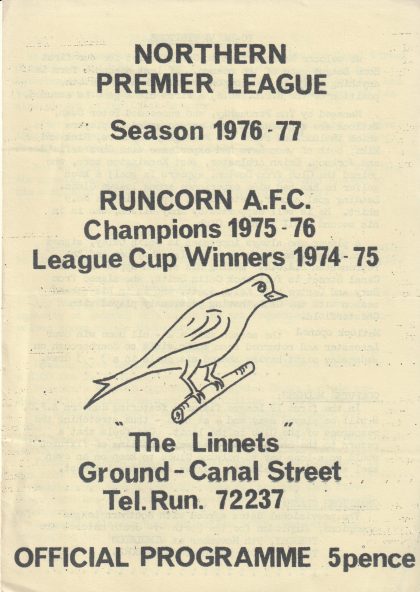 NORTHERN
PREMIER LEAGUE
Season 1976-77
RUNCORN A.F.C.
Champions 1975-76
League Cup Winners 1974-75
"The Linnets"
Ground-Canal Street
Tel. Run. 72237
OFFICIAL PROGRAMME 5pence